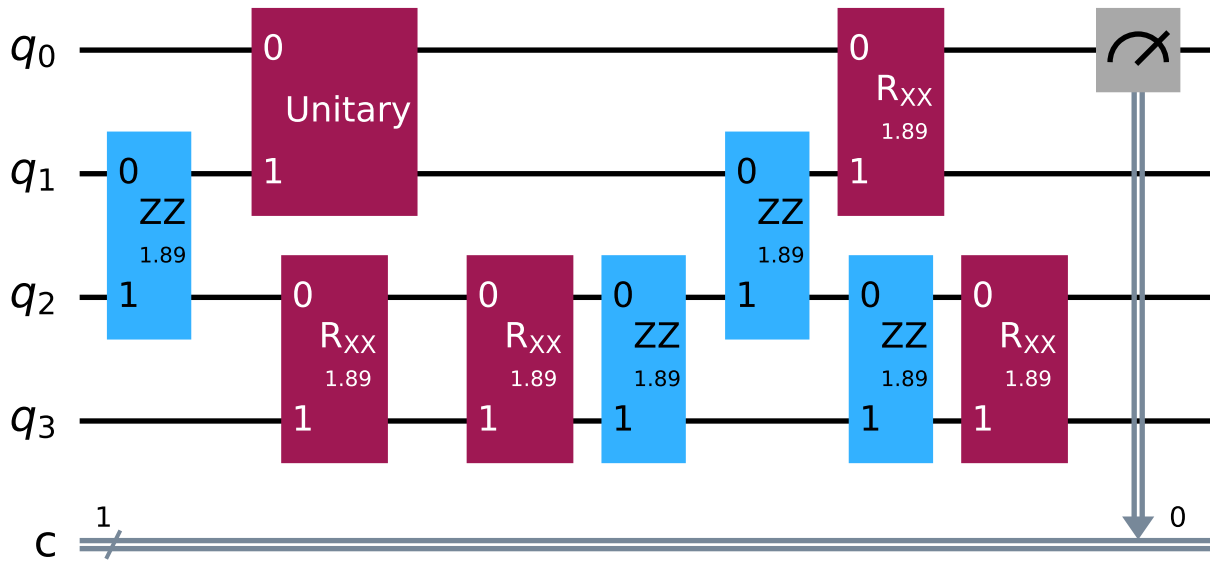 q0 0 0
Unitary RXX
1.89
q1 0 1 0 1
ZZ ZZ
1.89 1.89
q2 1 0 0 0 1 0 0
RXX RXX ZZ ZZ RXX
1.89 1.89 1.89 1.89 1.89
q3 1 1 1 1 1
1 0
c